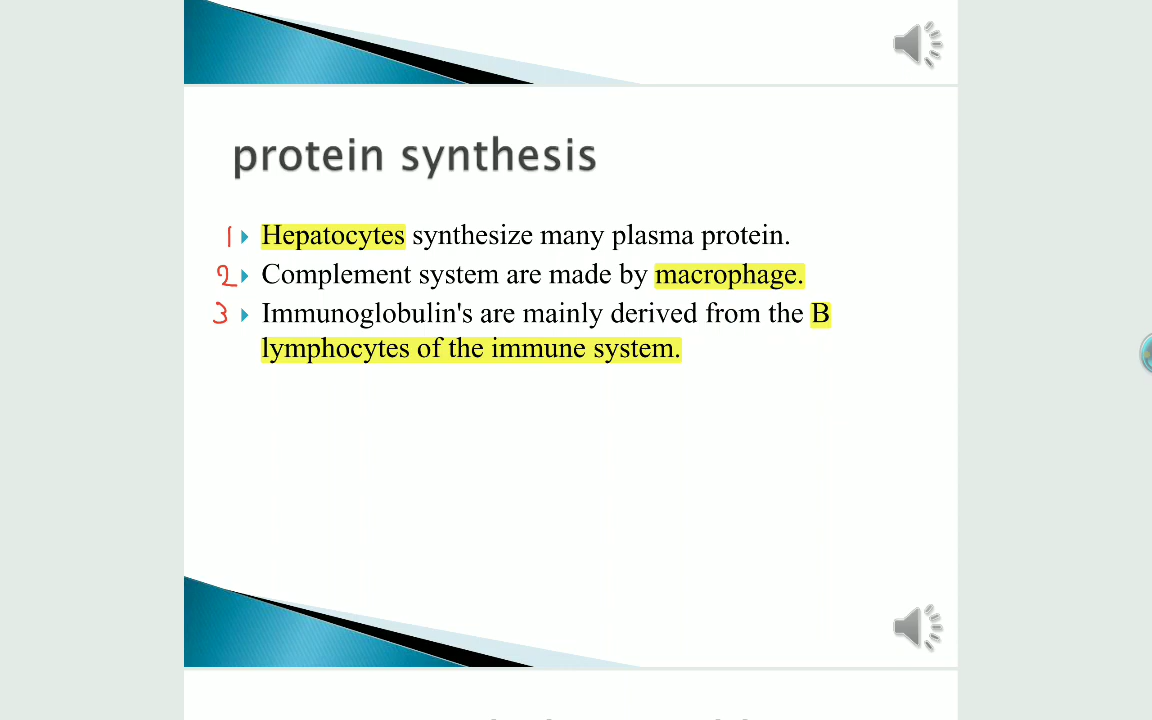 protein synthesis
1 Hepatocytes synthesize many plasma protein.
2 Complement system are made by macrophage.
3 Immunoglobulin's are mainly derived from the B
lymphocytes of the immune system.